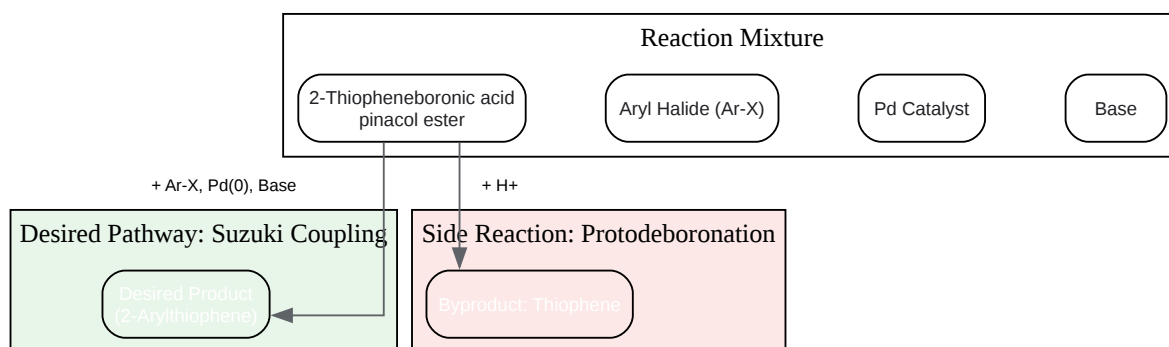 Reaction Mixture
2-Thiopheneboronic acid
pinacol ester
Aryl Halide (Ar-X)
Pd Catalyst
Base
+ Ar-X, Pd(0), Base
+ H+
Desired Pathway: Suzuki Coupling
Side Reaction: Protodeboronation
Desired Product
(2-Arylthiophene)
Byproduct: Thiophene